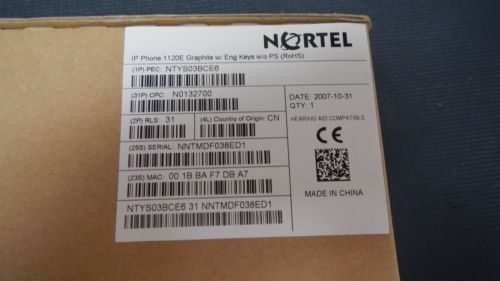 NORTEL
IP Phone 1120E Graphite w/ Eng Keys w/o PS (RoHS)
(1P) PEC: NTYS03BCE6
(31P) CPC: N0132700
(2P) RLS: 31
(4L) Country of Origin: CN
(25S) SERIAL: NNTMDF038ED1
(23S) MAC: 00 1B BA F7 DB A7
NTYS03BCE6 31 NNTMDF038ED1
DATE: 2007-10-31
QTY: 1
HEARING AID COMPATIBLE
CE
MADE IN CHINA